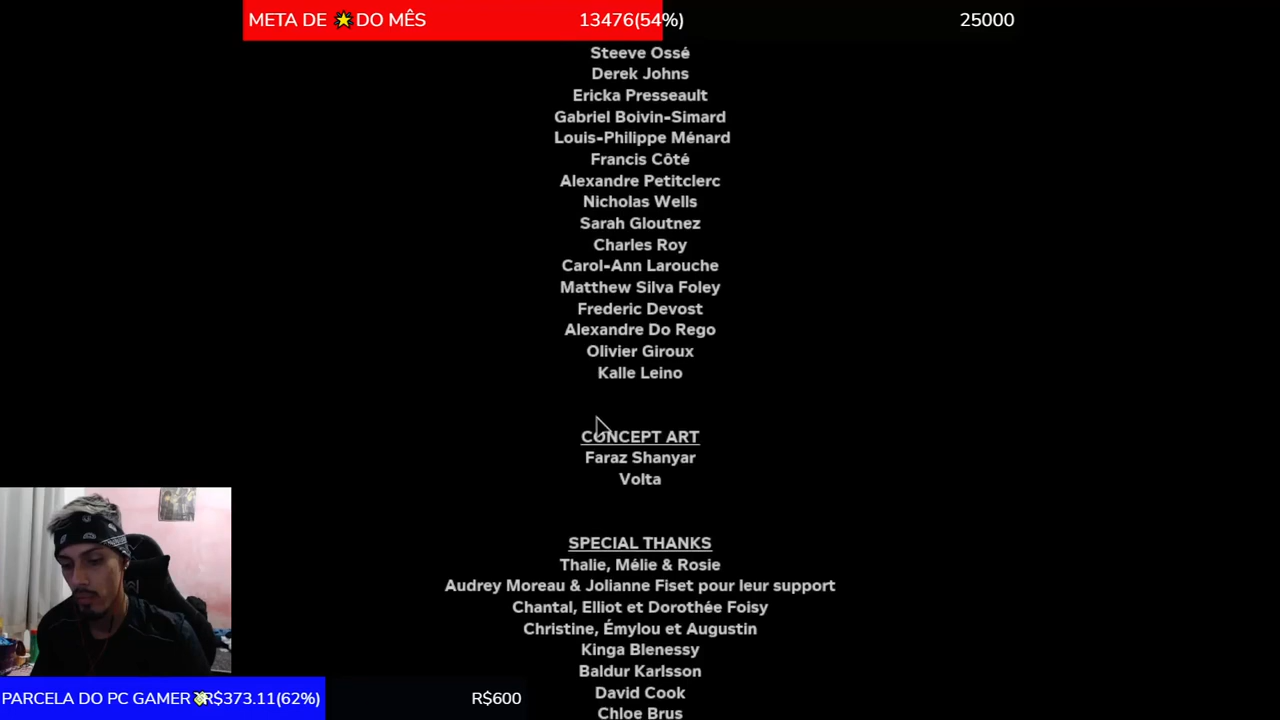 META DE DO MÊS 13476(54%) 25000
Steeve Ossé
Derek Johns
Ericka Presseault
Gabriel Boivin-Simard
Louis-Philippe Ménard
Francis Côté
Alexandre Petitclerc
Nicholas Wells
Sarah Gloutnez
Charles Roy
Carol-Ann Larouche
Matthew Silva Foley
Frederic Devost
Alexandre Do Rego
Olivier Giroux
Kalle Leino
CONCEPT ART
Faraz Shanyar
Volta
SPECIAL THANKS
Thalie, Mélie & Rosie
Audrey Moreau & Jolianne Fiset pour leur support
Chantal, Elliot et Dorothée Foisy
Christine, Émylou et Augustin
Kinga Blenessy
Baldur Karlsson
David Cook
Chloe Brus
PARCELA DO PC GAMER R$373.11(62%) R$600